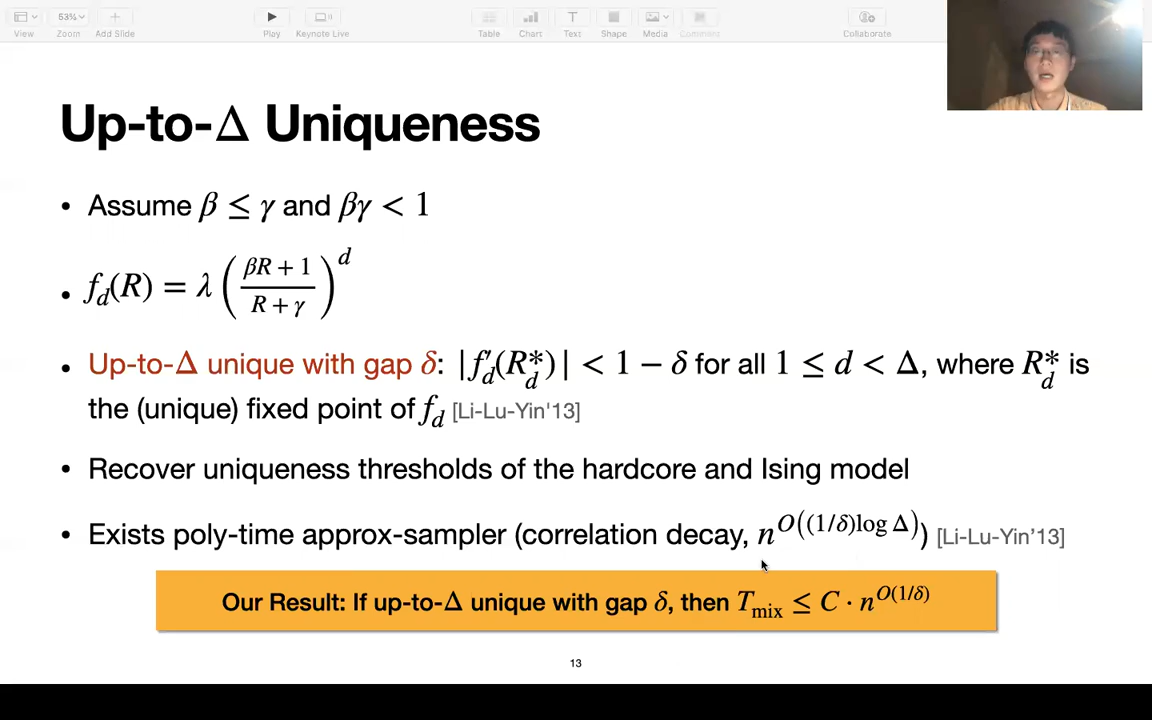 53%
View
Zoom
Add Slide
Play
Keynote Live
Table
Chart
Text
Shape
Media
Comment
Collaborate
Up-to-Δ Uniqueness
• Assume β ≤ γ and βγ < 1
• f_d(R) = λ ( (βR + 1) / (R + γ) )^d
• Up-to-Δ unique with gap δ: |f′_d(R*_d)| < 1 − δ for all 1 ≤ d < Δ, where R*_d is
the (unique) fixed point of f_d [Li-Lu-Yin'13]
• Recover uniqueness thresholds of the hardcore and Ising model
• Exists poly-time approx-sampler (correlation decay, n^{O((1/δ)log Δ)}) [Li-Lu-Yin’13]
Our Result: If up-to-Δ unique with gap δ, then T_mix ≤ C · n^{O(1/δ)}
13